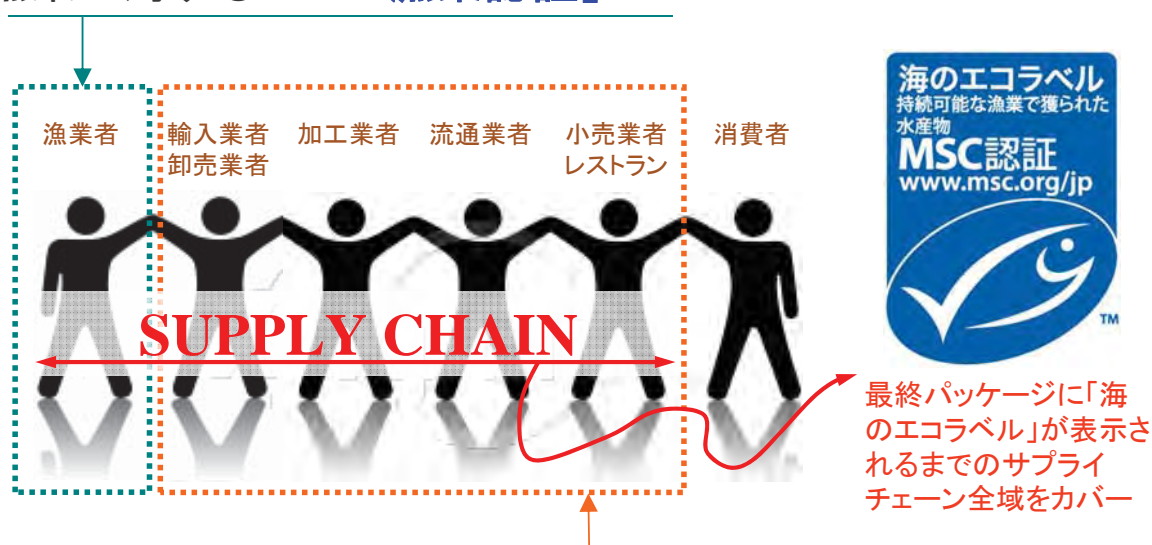 漁業者
輸入業者
卸売業者
加工業者
流通業者
小売業者
レストラン
消費者
SUPPLY CHAIN
海のエコラベル
持続可能な漁業で獲られた
水産物
MSC認証
www.msc.org/jp
TM
最終パッケージに「海
のエコラベル」が表示さ
れるまでのサプライ
チェーン全域をカバー